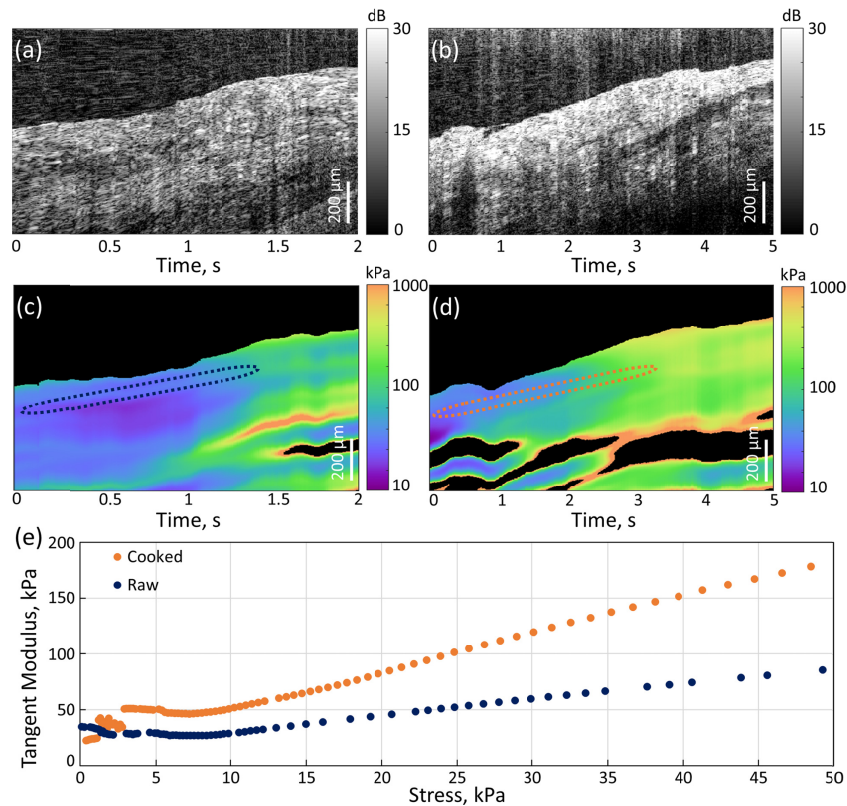 dB
dB
(a)
30
15
0
200 μm
0 0.5 1 1.5 2
Time, s
(b)
30
15
0
200 μm
0 1 2 3 4 5
Time, s
kPa
kPa
(c)
1000
100
10
200 μm
0 0.5 1 1.5 2
Time, s
(d)
1000
100
10
200 μm
0 1 2 3 4 5
Time, s
(e)
200
150
100
50
0
Tangent Modulus, kPa
Cooked
Raw
0 5 10 15 20 25 30 35 40 45 50
Stress, kPa